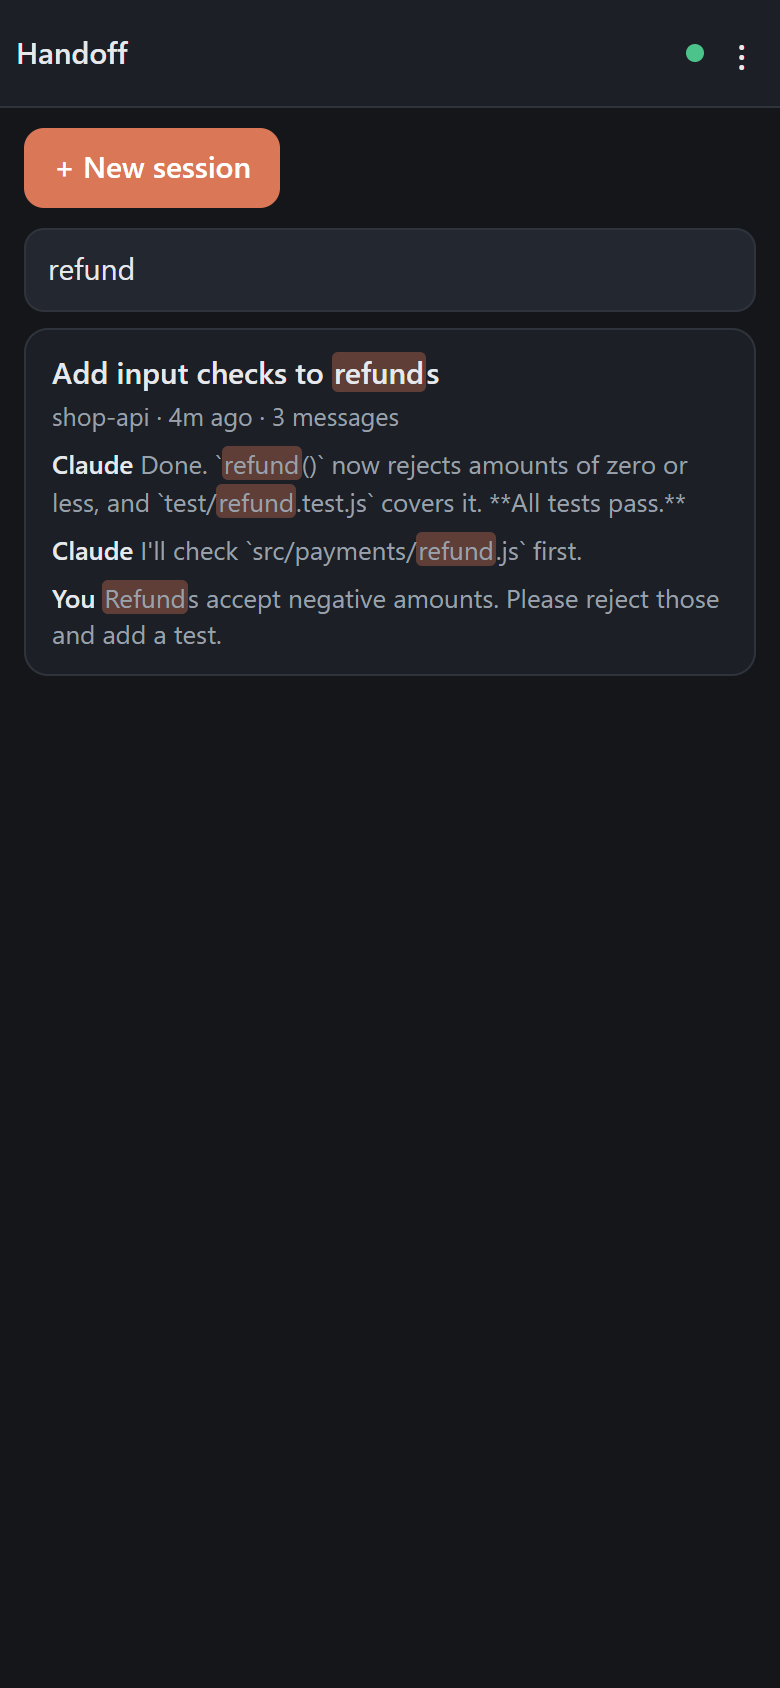 Handoff
+ New session
refund
Add input checks to refunds
shop-api · 4m ago · 3 messages
Claude Done. `refund()` now rejects amounts of zero or
less, and `test/refund.test.js` covers it. **All tests pass.**
Claude I'll check `src/payments/refund.js` first.
You Refunds accept negative amounts. Please reject those
and add a test.